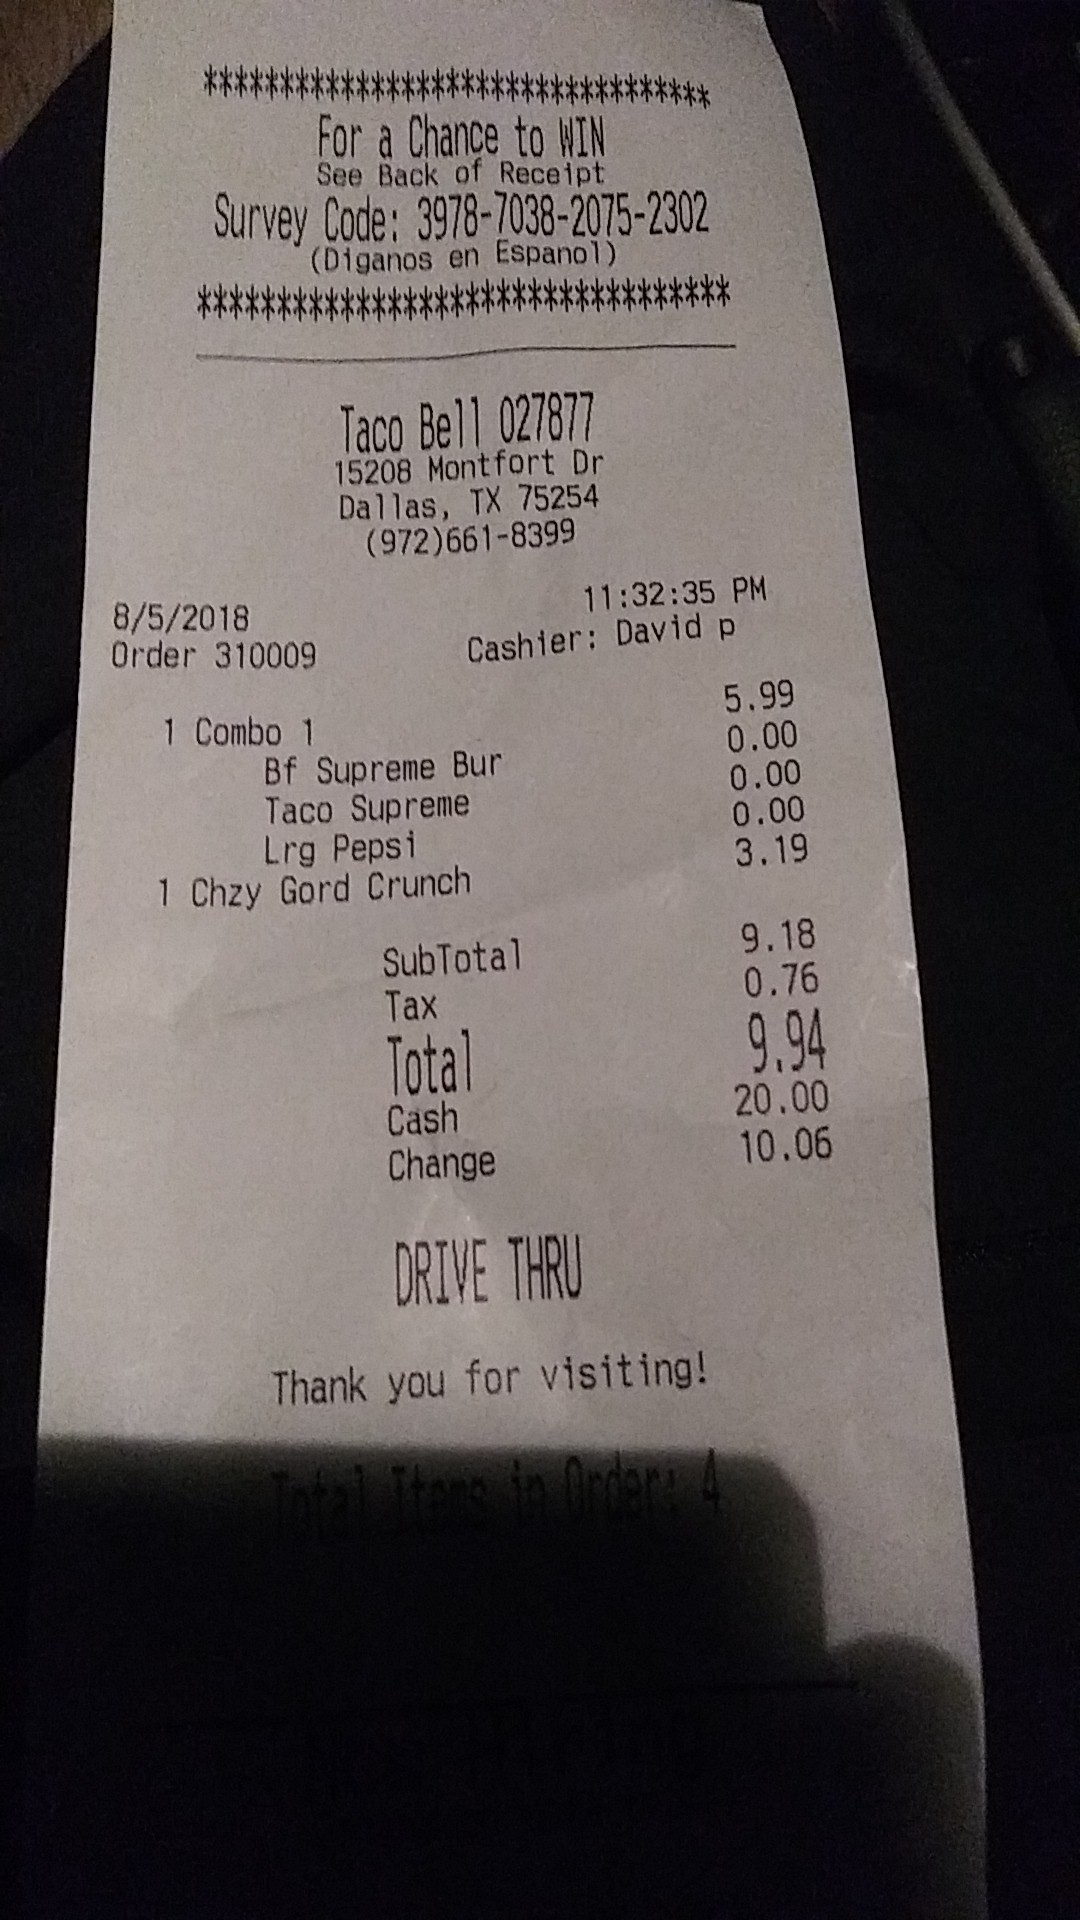 *********************************
For a Chance to WIN
See Back of Receipt
Survey Code: 3978-7038-2075-2302
(Diganos en Espanol)
*********************************
Taco Bell 027877
15208 Montfort Dr
Dallas, TX 75254
(972)661-8399
8/5/2018 11:32:35 PM
Order 310009 Cashier: David p
1 Combo 1 5.99
Bf Supreme Bur 0.00
Taco Supreme 0.00
Lrg Pepsi 0.00
1 Chzy Gord Crunch 3.19
SubTotal 9.18
Tax 0.76
Total 9.94
Cash 20.00
Change 10.06
DRIVE THRU
Thank you for visiting!
Total Items in Order: 4